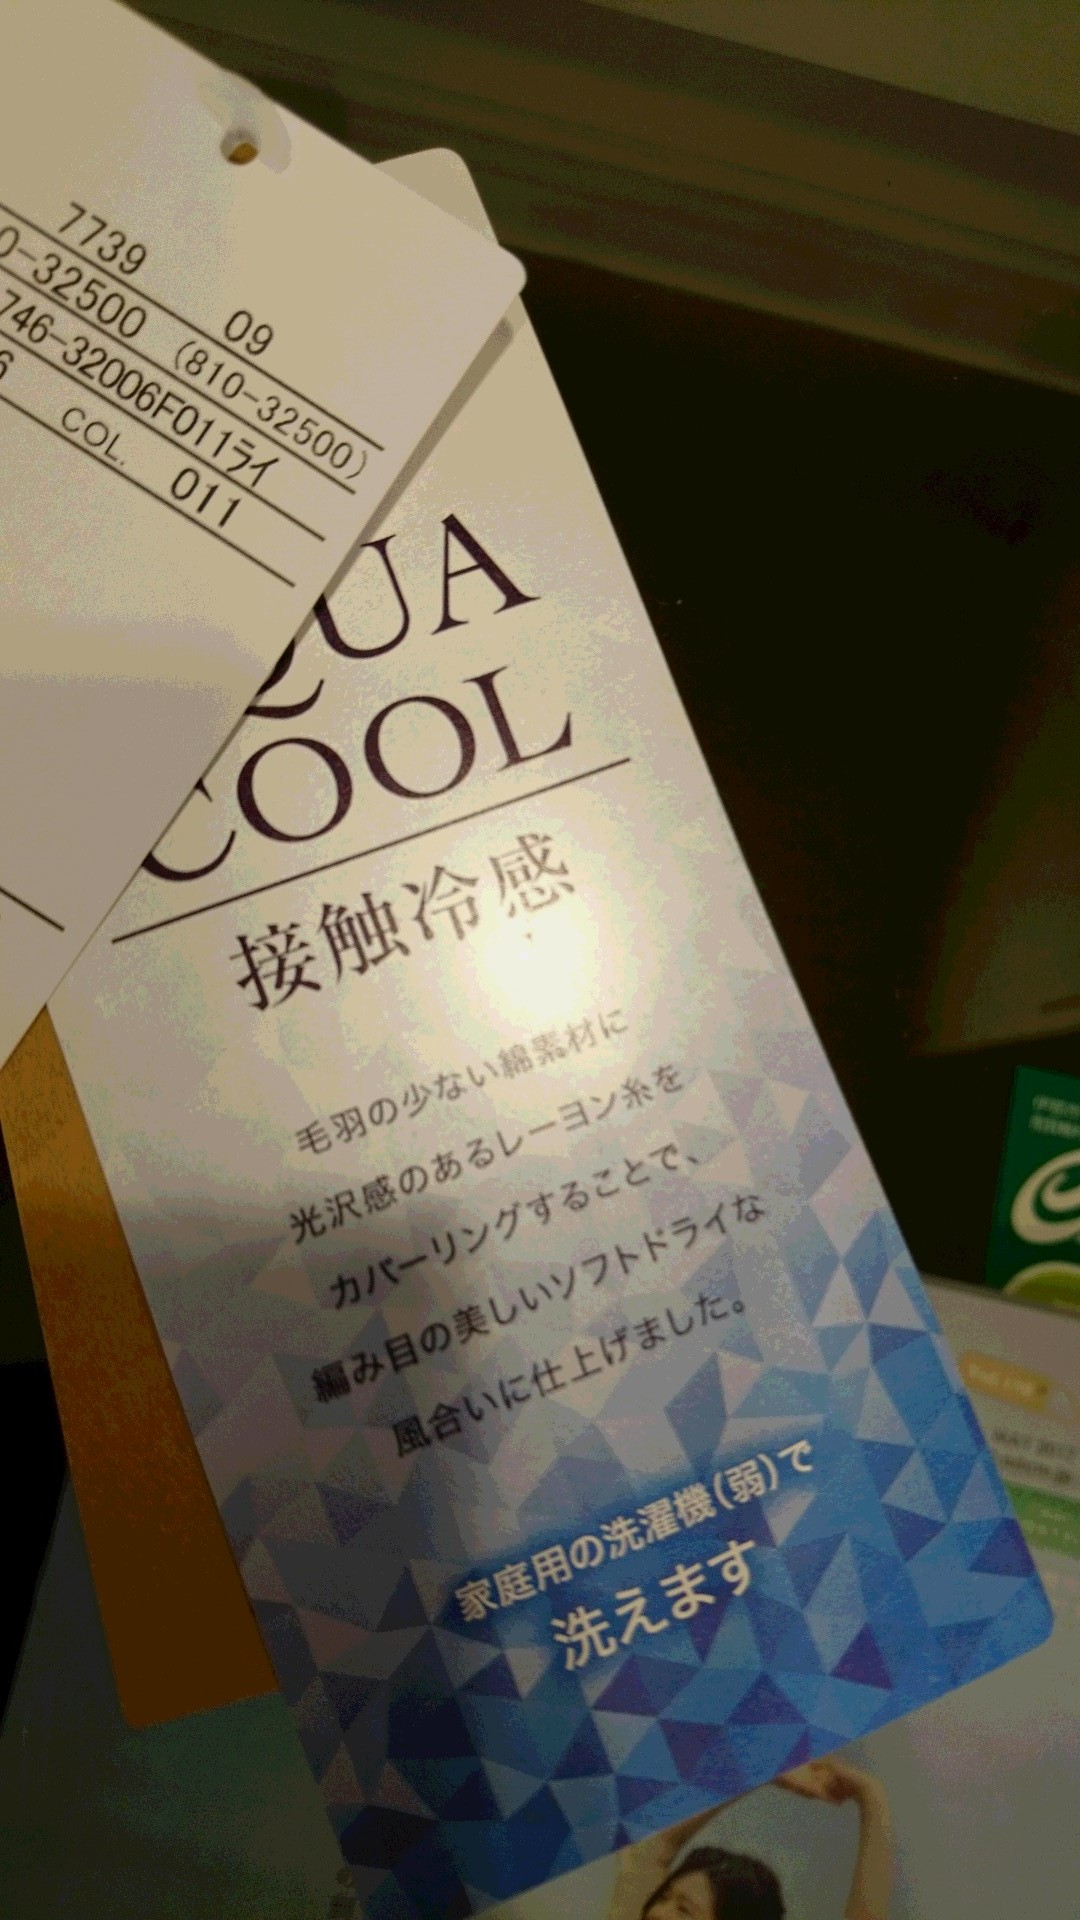 7739 09
0-32500 (810-32500)
746-32006F011ライ
6 COL. 011
QUA
COOL
接触冷感
毛羽の少ない綿素材に
光沢感のあるレーヨン糸を
カバーリングすることで、
編み目の美しいソフトドライな
風合いに仕上げました。
家庭用の洗濯機(弱)で
洗えます